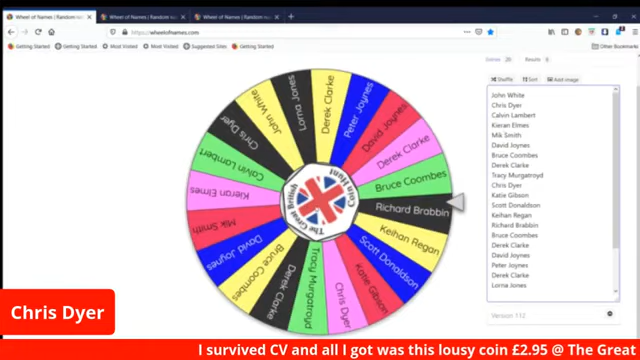 Wheel of Names | Random na
Wheel of Names | Random na
Wheel of Names | Random na
https://wheelofnames.com
Getting Started
Getting Started
Most Visited
Most Visited
Suggested Sites
Getting Started
Other Bookmarks
Entries 20
Results 6
Shuffle
Sort
Add image
John White
Chris Dyer
Calvin Lambert
Kieran Elmes
Mik Smith
David Joynes
Bruce Coombes
Derek Clarke
Tracy Murgatroyd
Chris Dyer
Katie Gibson
Scott Donaldson
Keihan Regan
Richard Brabbin
Bruce Coombes
Derek Clarke
David Joynes
Peter Joynes
Derek Clarke
Lorna Jones
Version 112
Derek Clarke
Peter Joynes
David Joynes
Derek Clarke
Bruce Coombes
Richard Brabbin
Keihan Regan
Scott Donaldson
Katie Gibson
Chris Dyer
Tracy Murgatroyd
Derek Clarke
Bruce Coombes
David Joynes
Mik Smith
Kieran Elmes
Calvin Lambert
Chris Dyer
John White
Lorna Jones
The Great British
Coin Hunt
Chris Dyer
I survived CV and all I got was this lousy coin £2.95 @ The Great